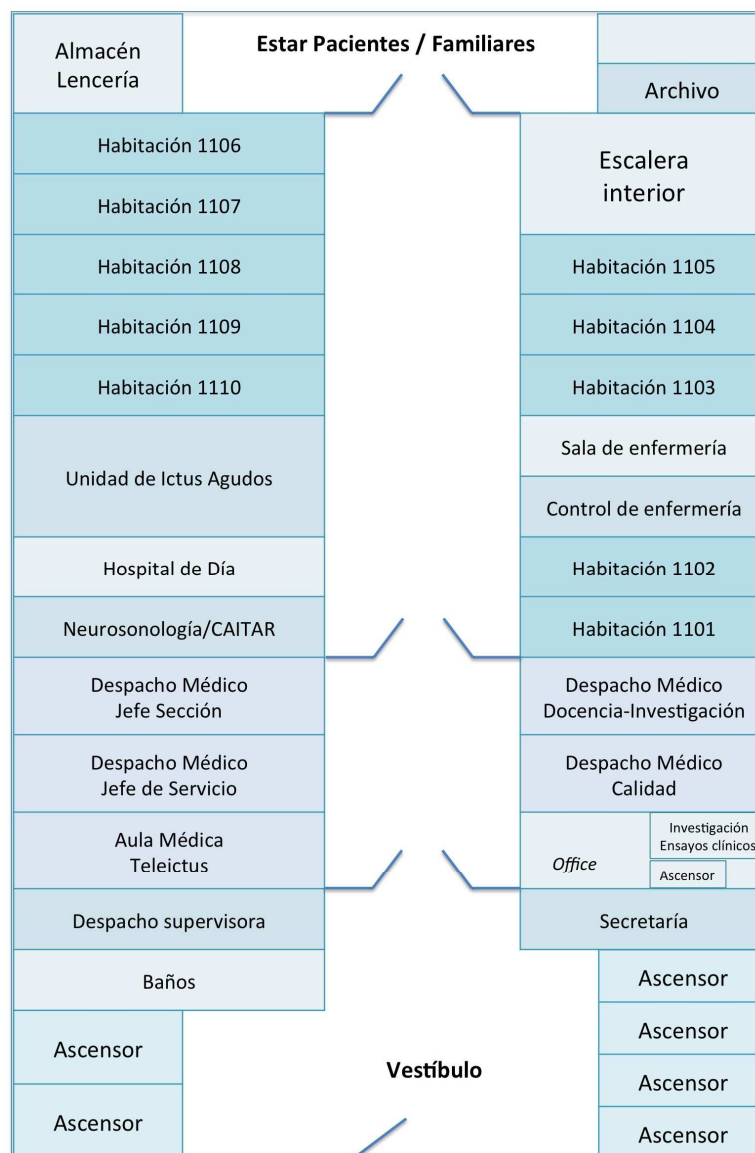 Almacén
Lencería
Estar Pacientes / Familiares
Archivo
Habitación 1106
Escalera
interior
Habitación 1107
Habitación 1108
Habitación 1105
Habitación 1109
Habitación 1104
Habitación 1110
Habitación 1103
Unidad de Ictus Agudos
Sala de enfermería
Control de enfermería
Hospital de Día
Habitación 1102
Neurosonología/CAITAR
Habitación 1101
Despacho Médico
Jefe Sección
Despacho Médico
Docencia-Investigación
Despacho Médico
Jefe de Servicio
Despacho Médico
Calidad
Aula Médica
Teleictus
Office
Investigación
Ensayos clínicos
Ascensor
Despacho supervisora
Secretaría
Baños
Ascensor
Ascensor
Ascensor
Vestíbulo
Ascensor
Ascensor
Ascensor